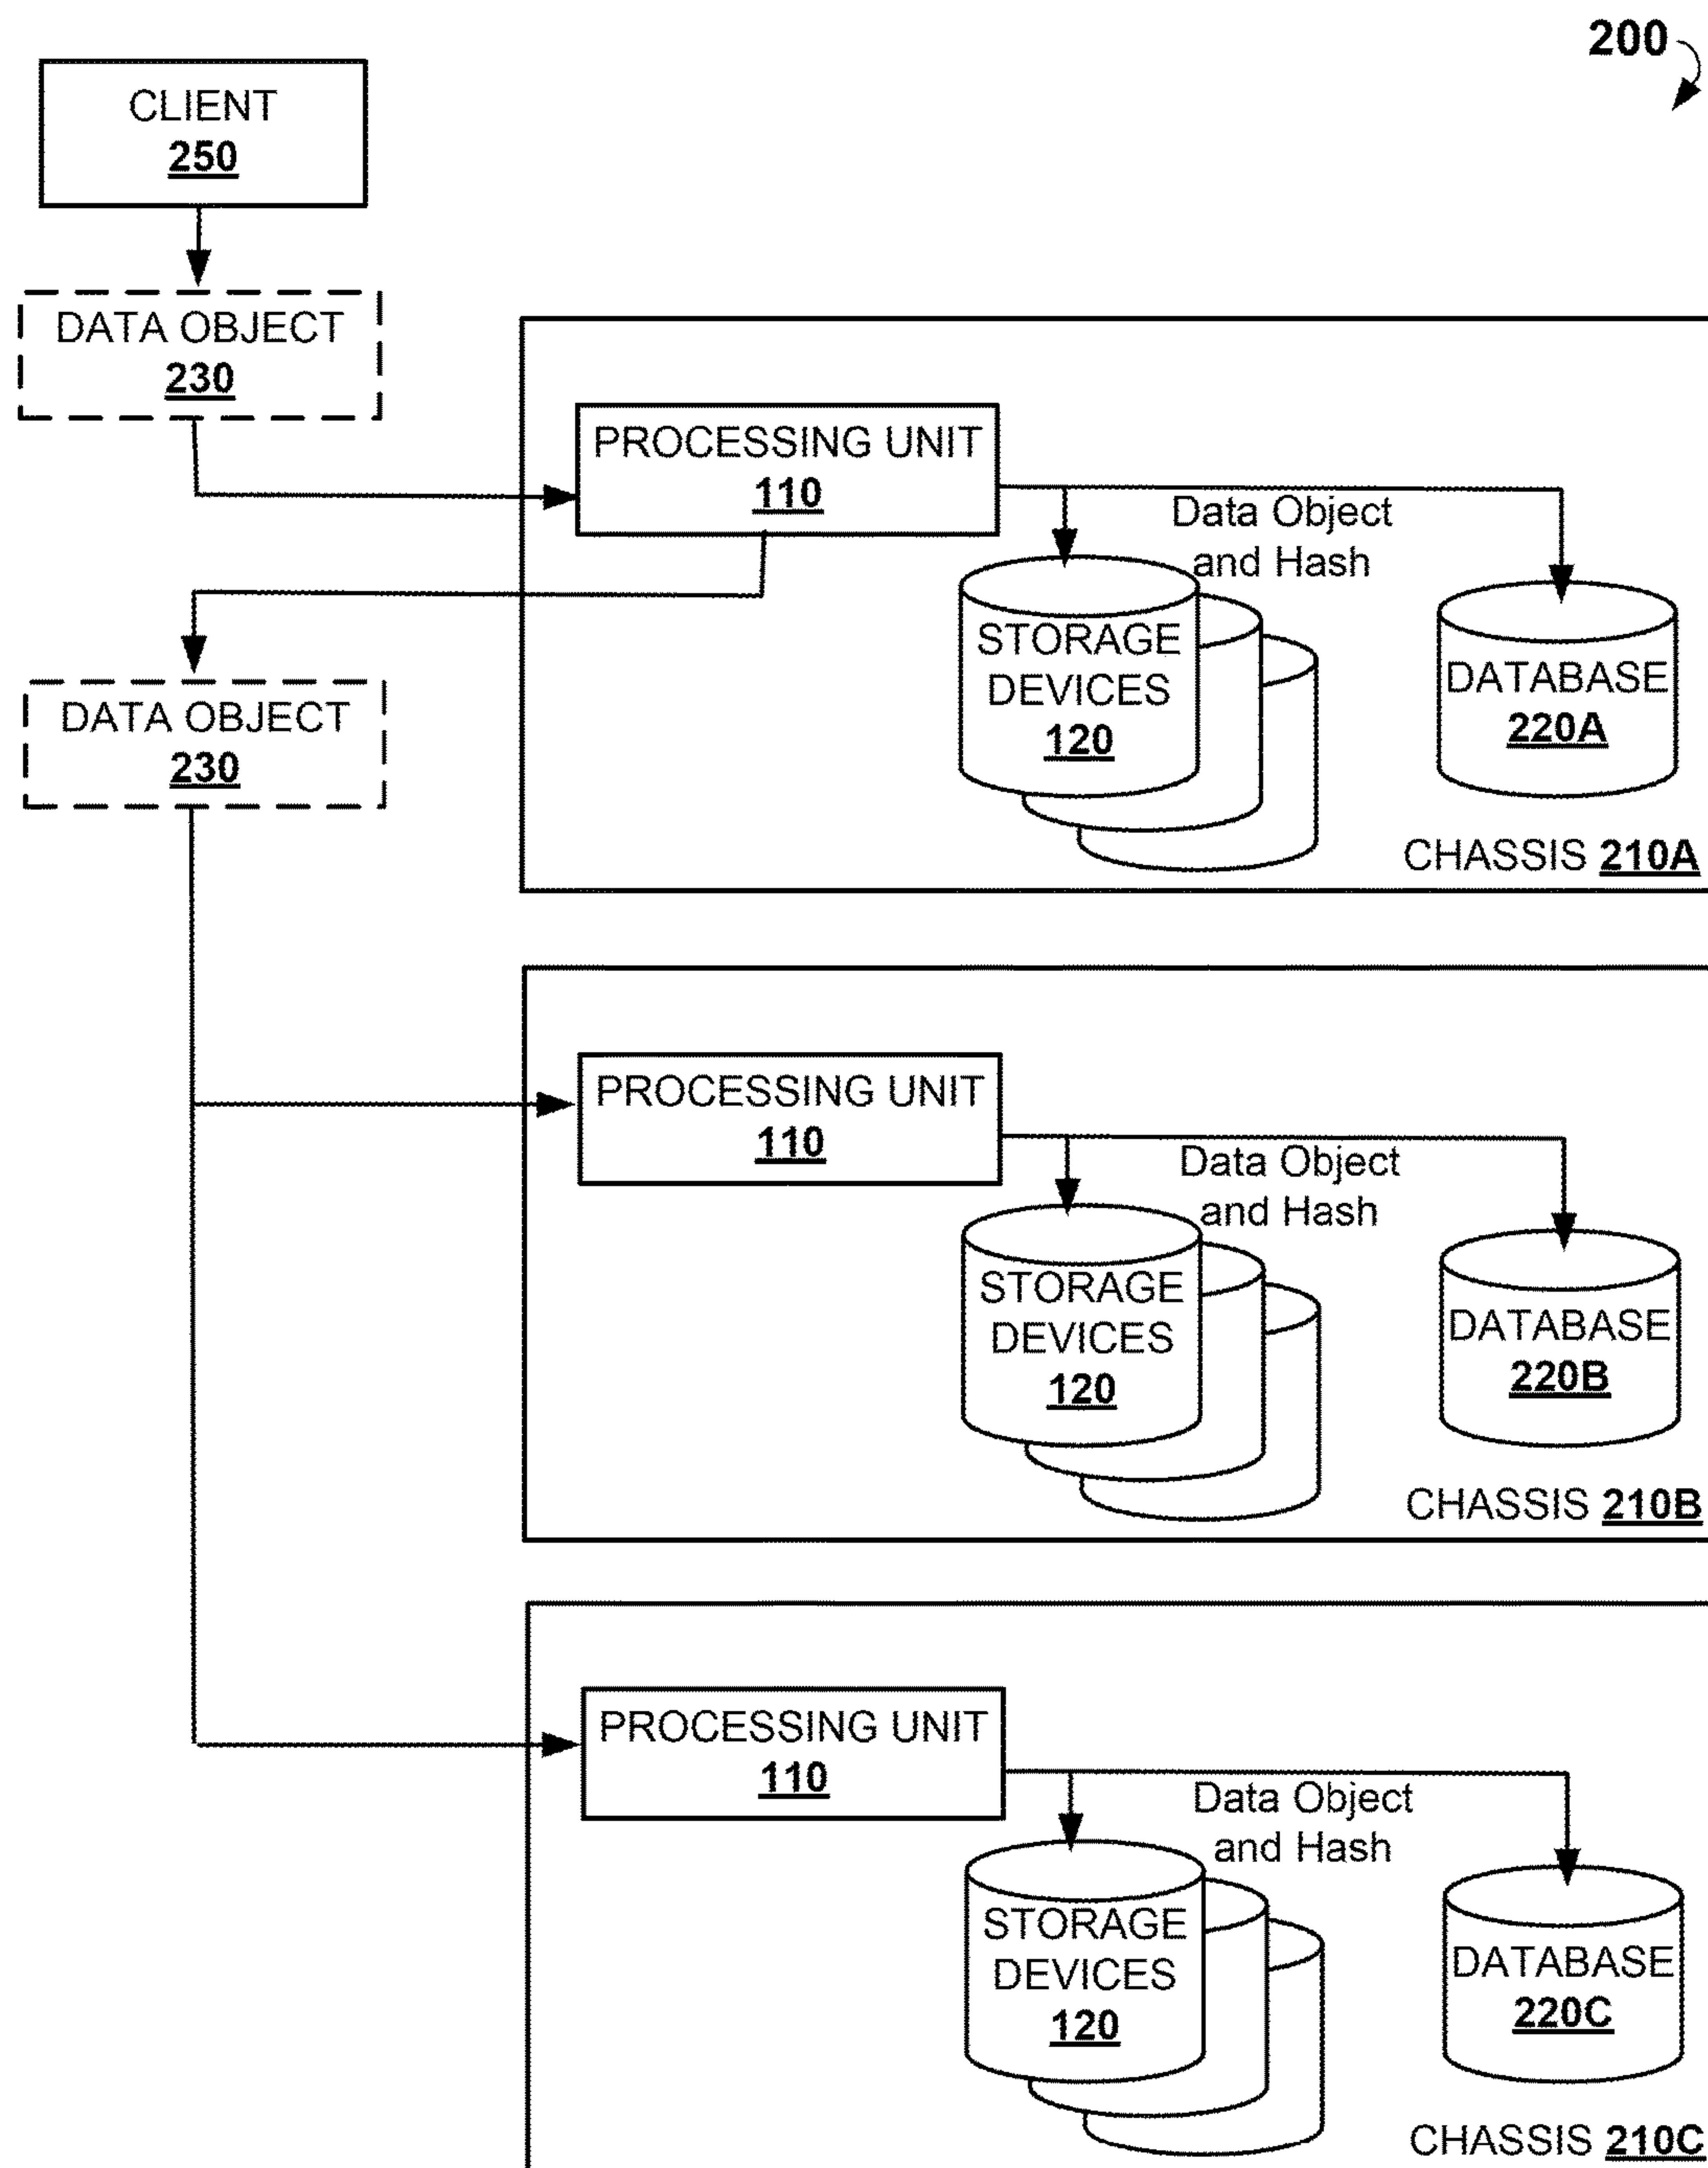 200
CLIENT
250
DATA OBJECT
230
PROCESSING UNIT
110
Data Object
and Hash
STORAGE
DEVICES
120
DATABASE
220A
CHASSIS 210A
DATA OBJECT
230
PROCESSING UNIT
110
Data Object
and Hash
STORAGE
DEVICES
120
DATABASE
220B
CHASSIS 210B
PROCESSING UNIT
110
Data Object
and Hash
STORAGE
DEVICES
120
DATABASE
220C
CHASSIS 210C